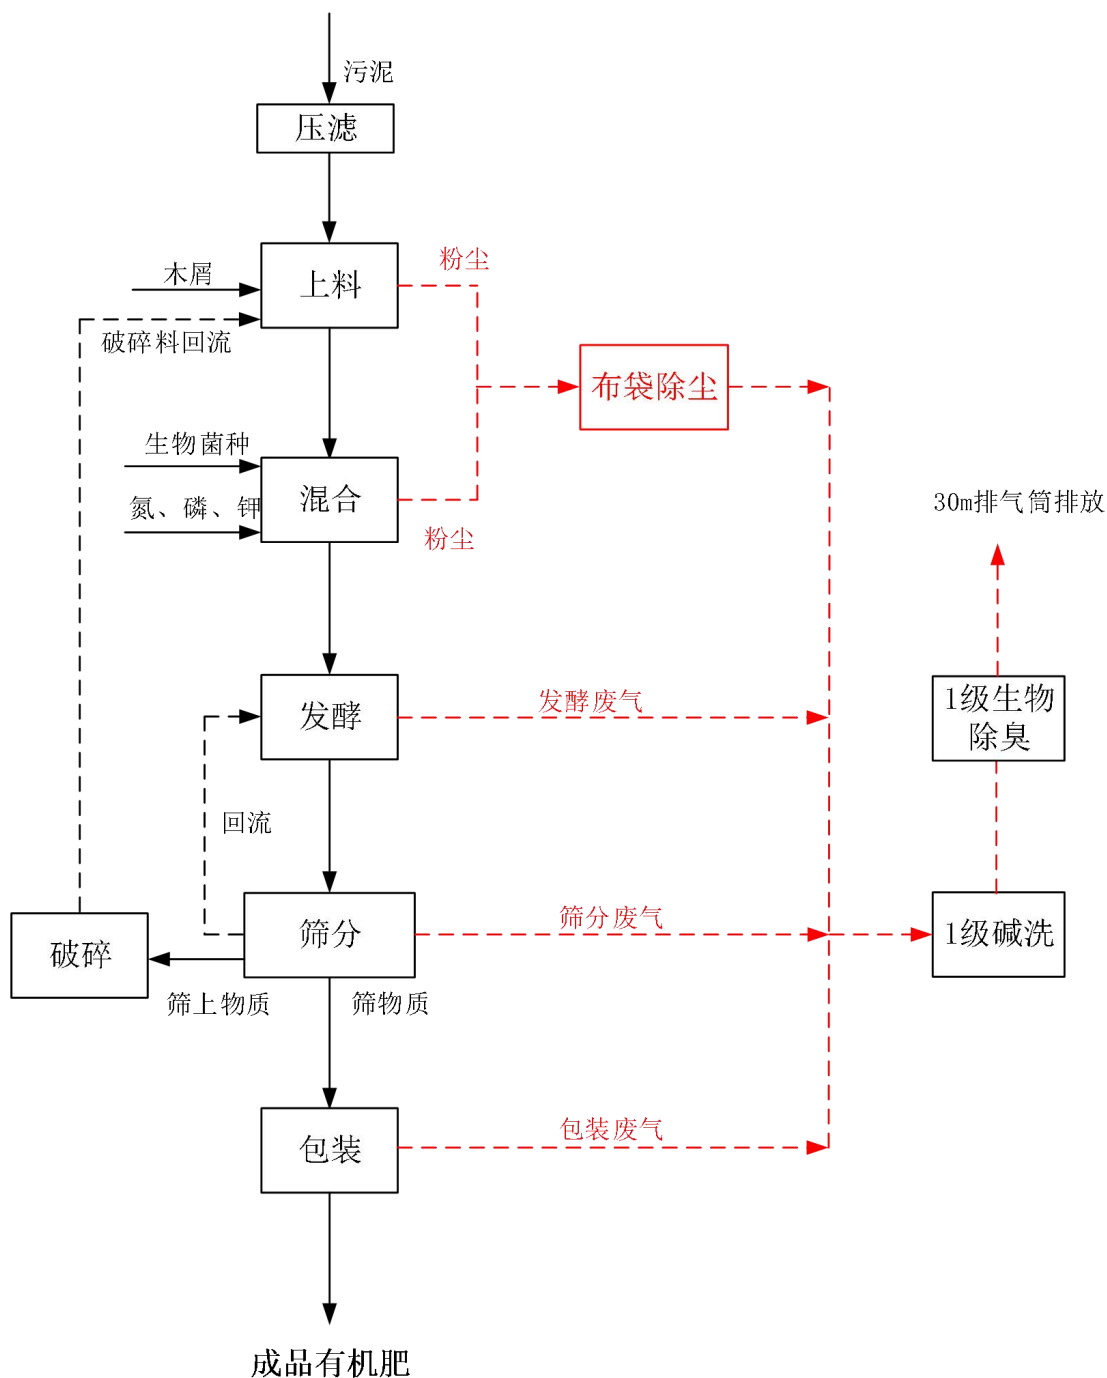 污泥
压滤
粉尘
木屑
上料
破碎料回流
布袋除尘
生物菌种
混合
氮、磷、钾
30m排气筒排放
粉尘
发酵废气
1级生物
除臭
发酵
回流
筛分废气
筛分
1级碱洗
破碎
筛上物质
筛物质
包装废气
包装
成品有机肥